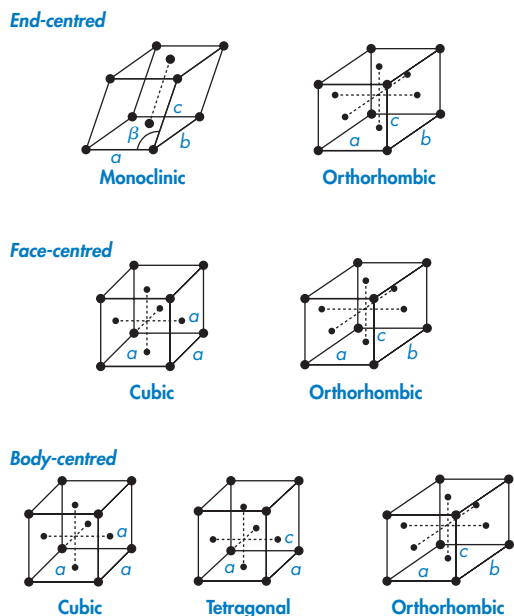 End-centred
β
c
a
b
Monoclinic
c
a
b
Orthorhombic
Face-centred
a
a
a
Cubic
c
a
b
Orthorhombic
Body-centred
a
a
a
Cubic
c
a
a
Tetragonal
c
a
b
Orthorhombic